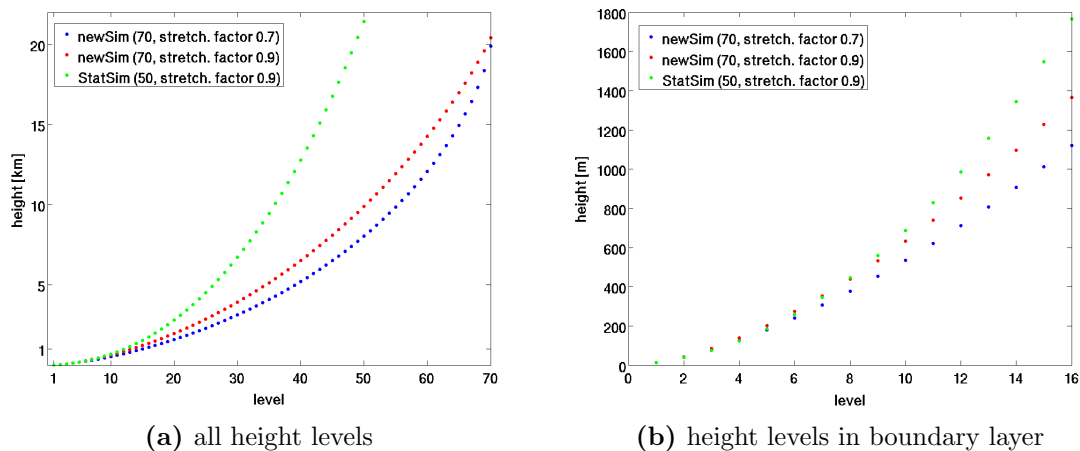 20
15
10
5
1
height [km]
newSim (70, stretch. factor 0.7)
newSim (70, stretch. factor 0.9)
StatSim (50, stretch. factor 0.9)
1 10 20 30 40 50 60 70
level
(a) all height levels
1800
1600
1400
1200
1000
800
600
400
200
0
height [m]
newSim (70, stretch. factor 0.7)
newSim (70, stretch. factor 0.9)
StatSim (50, stretch. factor 0.9)
0 2 4 6 8 10 12 14 16
level
(b) height levels in boundary layer